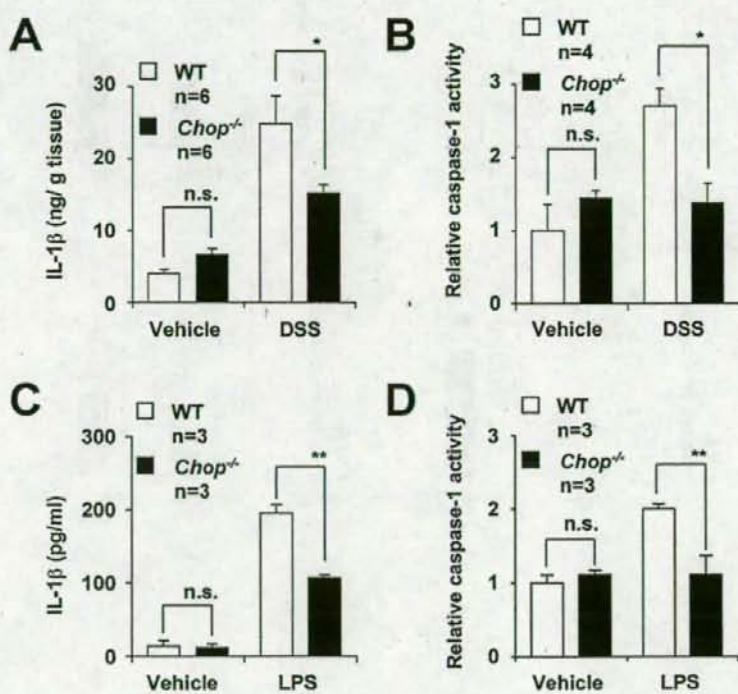 A
WT
n=6
Chop-/-
n=6
IL-1β (ng/ g tissue)
30
20
10
0
n.s.
*
Vehicle
DSS
B
WT
n=4
Chop-/-
n=4
Relative caspase-1 activity
3
2
1
0
n.s.
*
Vehicle
DSS
C
WT
n=3
Chop-/-
n=3
IL-1β (pg/ml)
300
200
100
0
n.s.
**
Vehicle
LPS
D
WT
n=3
Chop-/-
n=3
Relative caspase-1 activity
3
2
1
0
n.s.
**
Vehicle
LPS